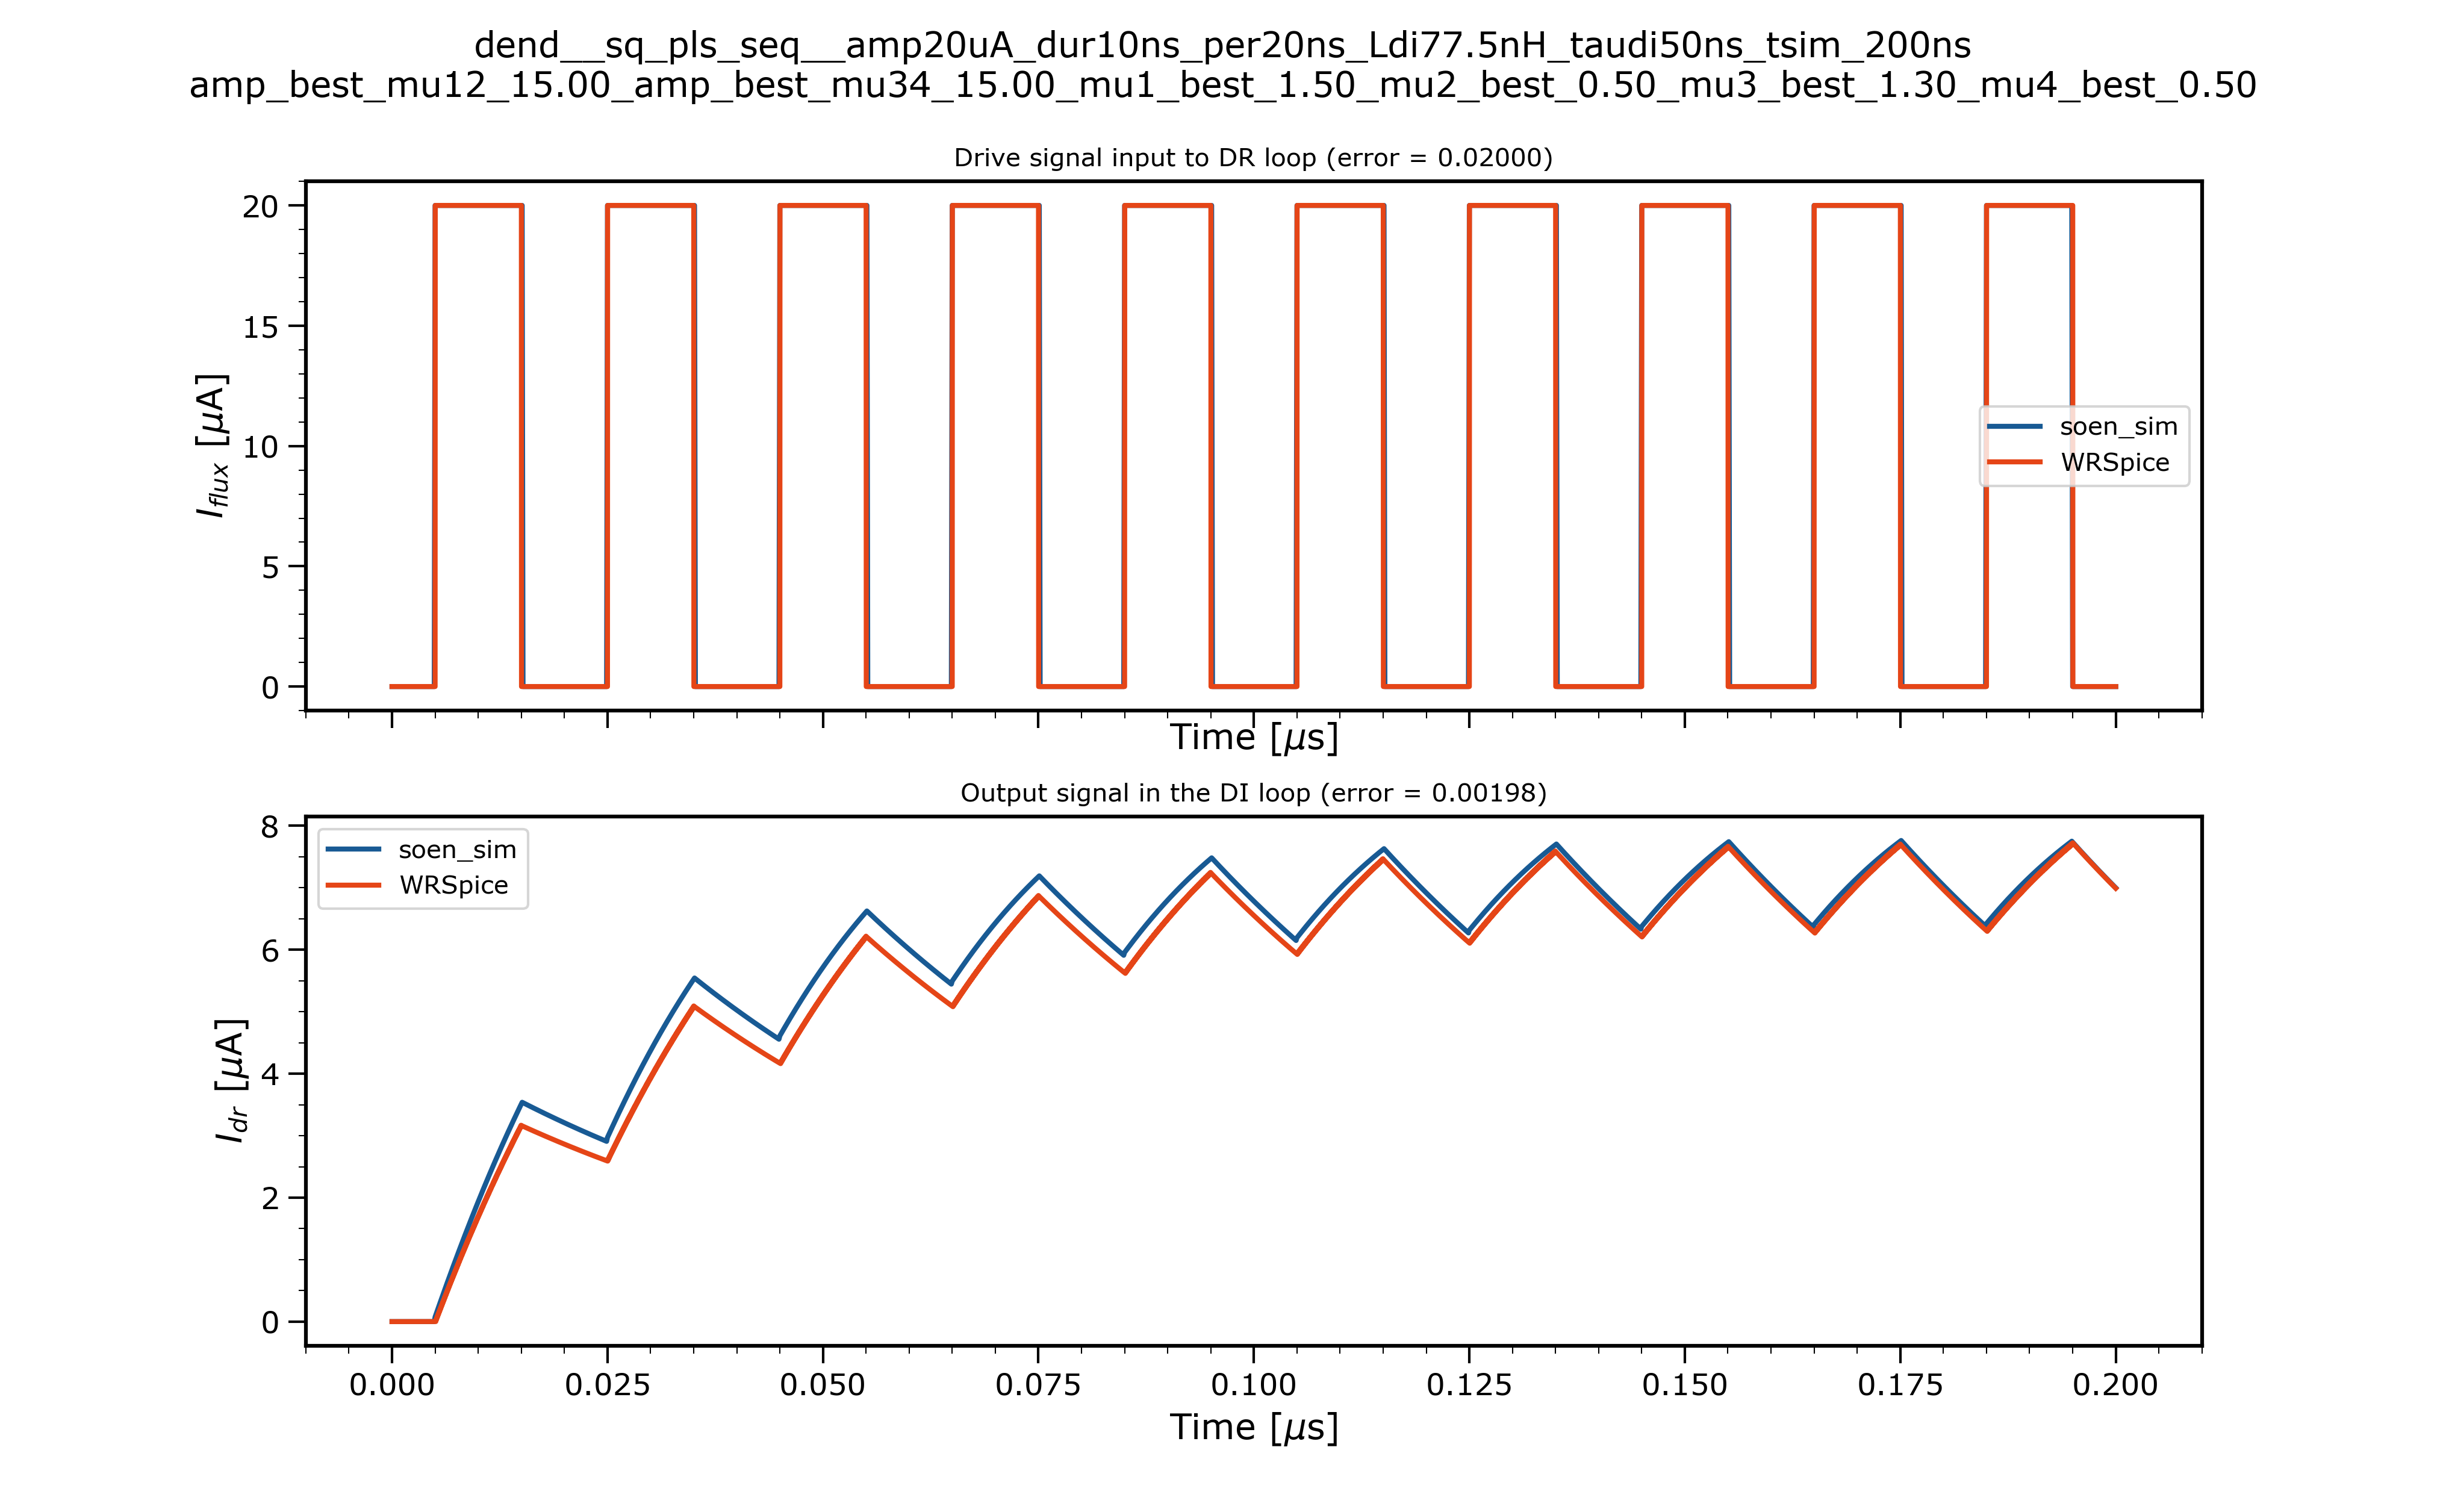 dend__sq_pls_seq__amp20uA_dur10ns_per20ns_Ldi77.5nH_taudi50ns_tsim_200ns
amp_best_mu12_15.00_amp_best_mu34_15.00_mu1_best_1.50_mu2_best_0.50_mu3_best_1.30_mu4_best_0.50
Drive signal input to DR loop (error = 0.02000)
20
15
10
5
0
I_flux [μA]
soen_sim
WRSpice
Time [μs]
Output signal in the DI loop (error = 0.00198)
8
6
4
2
0
I_dr [μA]
soen_sim
WRSpice
0.000 0.025 0.050 0.075 0.100 0.125 0.150 0.175 0.200
Time [μs]